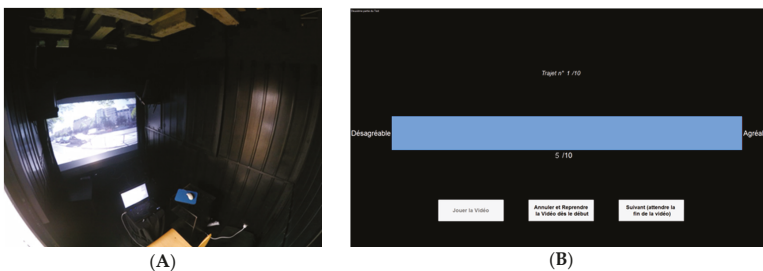 Trajet n° 1 /10
Désagréable
Agréal
5 /10
Jouer la Vidéo
Annuler et Reprendre
la Vidéo dès le début
Suivant (attendre la
fin de la vidéo)
(A)
(B)